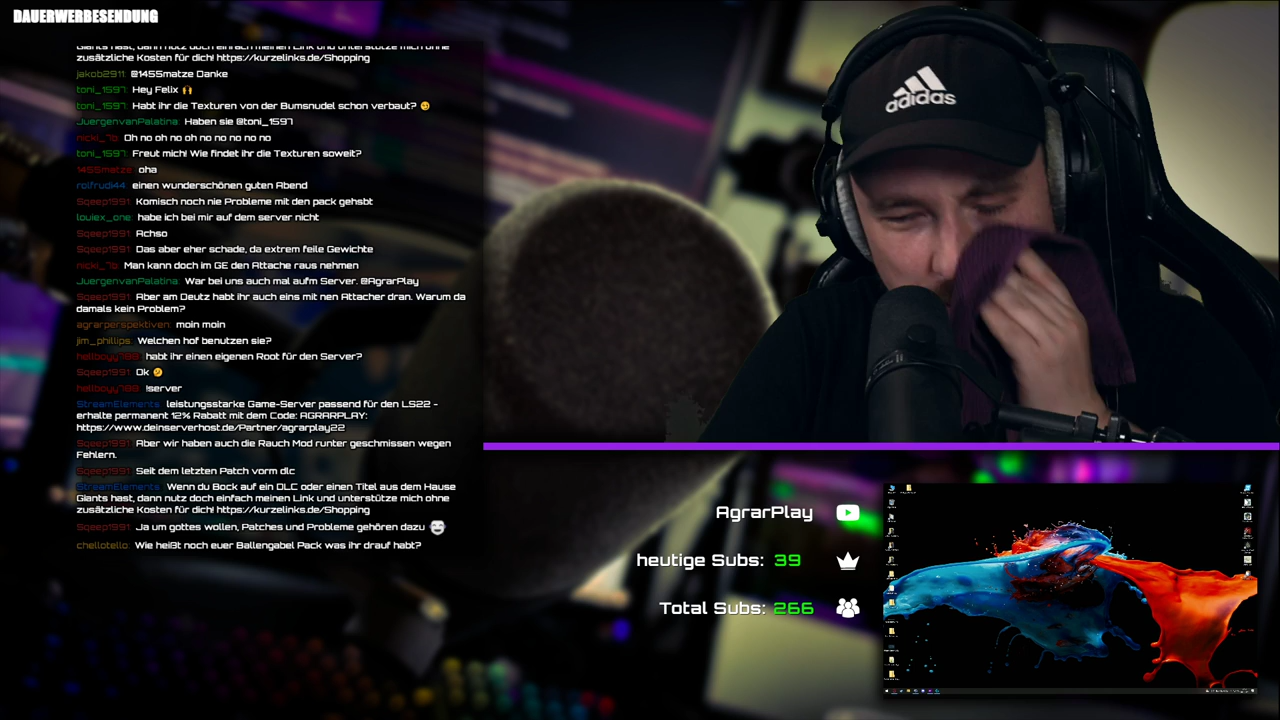 DAUERWERBESENDUNG
Giants hast, dann nutz doch einfach meinen Link und unterstütze mich ohne
zusätzliche Kosten für dich! https://kurzelinks.de/Shopping
jakob2911: @1455matze Danke
toni_1597: Hey Felix 🙌
toni_1597: Habt ihr die Texturen von der Bumsnudel schon verbaut? 😏
JuergenvanPalatina: Haben sie @toni_1597
nicki_7b: Oh no oh no oh no no no no no
toni_1597: Freut mich! Wie findet ihr die Texturen soweit?
1455matze: oha
rolfrudi44: einen wunderschönen guten Abend
Sqeep1991: Komisch noch nie Probleme mit den pack gehsbt
louiex_one: habe ich bei mir auf dem server nicht
Sqeep1991: Achso
Sqeep1991: Das aber eher schade, da extrem feile Gewichte
nicki_7b: Man kann doch im GE den Attache raus nehmen
JuergenvanPalatina: War bei uns auch mal aufm Server. @AgrarPlay
Sqeep1991: Aber am Deutz habt ihr auch eins mit nen Attacher dran. Warum da
damals kein Problem?
agrarperspektiven: moin moin
jim_phillips: Welchen hof benutzen sie?
hellboyy788: habt ihr einen eigenen Root für den Server?
Sqeep1991: Ok 🤔
hellboyy788: !server
StreamElements: leistungsstarke Game-Server passend für den LS22 -
erhalte permanent 12% Rabatt mit dem Code: AGRARPLAY:
https://www.deinserverhost.de/Partner/agrarplay22
Sqeep1991: Aber wir haben auch die Rauch Mod runter geschmissen wegen
Fehlern.
Sqeep1991: Seit dem letzten Patch vorm dlc
StreamElements: Wenn du Bock auf ein DLC oder einen Titel aus dem Hause
Giants hast, dann nutz doch einfach meinen Link und unterstütze mich ohne
zusätzliche Kosten für dich! https://kurzelinks.de/Shopping
Sqeep1991: Ja um gottes wollen, Patches und Probleme gehören dazu
chellotello: Wie heißt noch euer Ballengabel Pack was ihr drauf habt?
adidas
AgrarPlay
heutige Subs: 39
Total Subs: 266